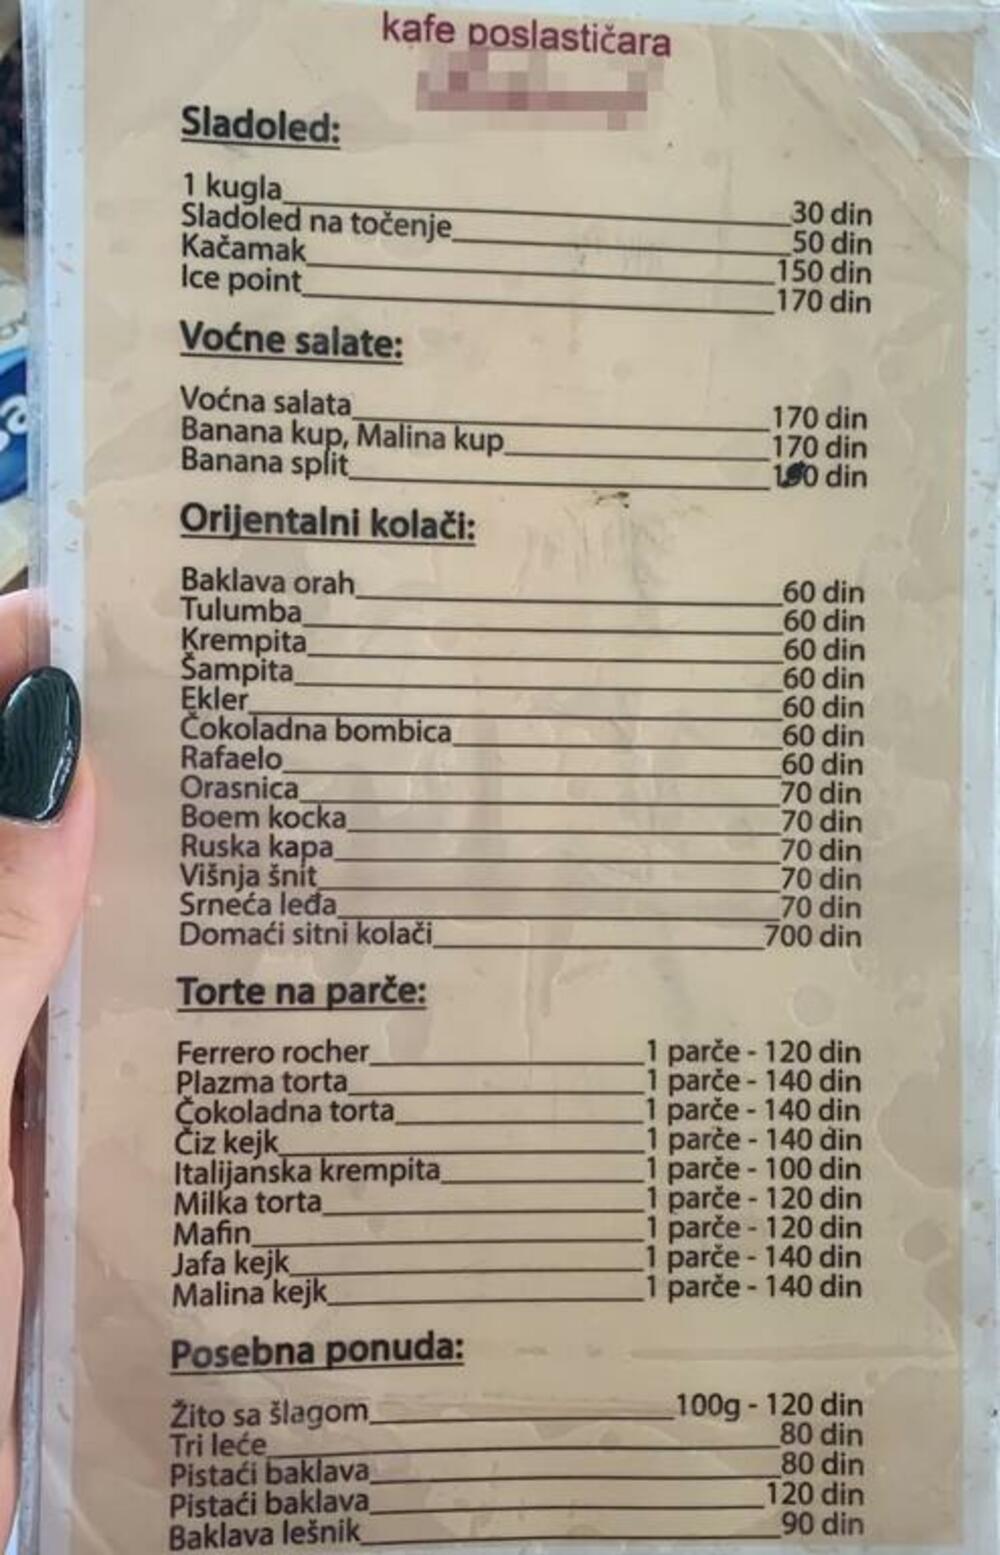 kafe poslastičara
Sladoled:
1 kugla 30 din
Sladoled na točenje 50 din
Kačamak 150 din
Ice point 170 din
Voćne salate:
Voćna salata 170 din
Banana kup, Malina kup 170 din
Banana split din
Orijentalni kolači:
Baklava orah 60 din
Tulumba 60 din
Krempita 60 din
Šampita 60 din
Ekler 60 din
Čokoladna bombica 60 din
Rafaelo 60 din
Orasnica 70 din
Boem kocka 70 din
Ruska kapa 70 din
Višnja šnit 70 din
Srneća leđa 70 din
Domaći sitni kolači 700 din
Torte na parče:
Ferrero rocher 1 parče - 120 din
Plazma torta 1 parče - 140 din
Čokoladna torta 1 parče - 140 din
Čiz kejk 1 parče - 140 din
Italijanska krempita 1 parče - 100 din
Milka torta 1 parče - 120 din
Mafin 1 parče - 120 din
Jafa kejk 1 parče - 140 din
Malina kejk 1 parče - 140 din
Posebna ponuda:
Žito sa šlagom 100g - 120 din
Tri leće 80 din
Pistaći baklava 80 din
Pistaći baklava 120 din
Baklava lešnik 90 din